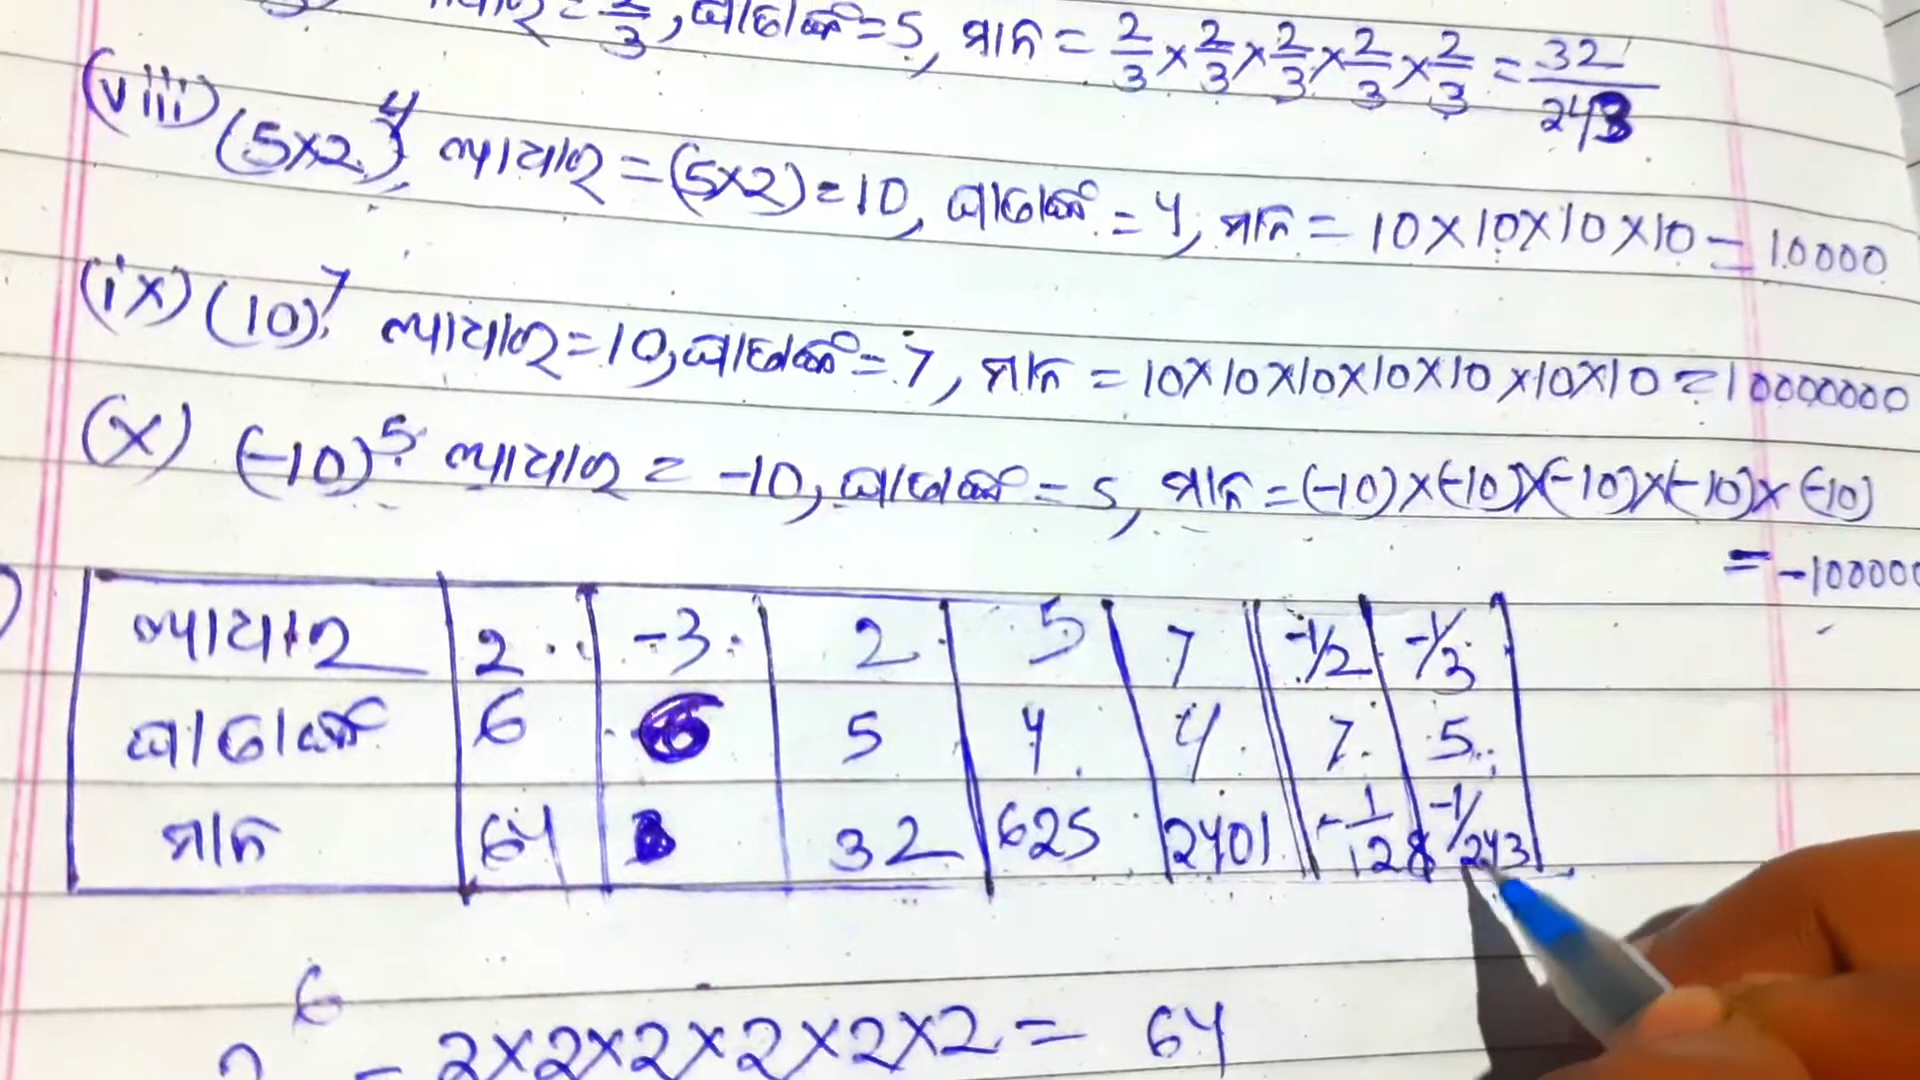 ଆଧାର = 2/3, ଘାତାଙ୍କ = 5, ମାନ = 2/3 × 2/3 × 2/3 × 2/3 × 2/3 = 32/243
(viii) (5×2)⁴ ଆଧାର = (5×2) = 10, ଘାତାଙ୍କ = 4, ମାନ = 10×10×10×10 = 10000
(ix) (10)⁷ ଆଧାର = 10, ଘାତାଙ୍କ = 7, ମାନ = 10×10×10×10×10×10×10 = 10000000
(x) (-10)⁵ ଆଧାର = -10, ଘାତାଙ୍କ = 5, ମାନ = (-10)×(-10)×(-10)×(-10)×(-10)
= -100000
ଆଧାର 2 -3 2 5 7 -1/2 -1/3
ଘାତାଙ୍କ 6 6 5 4 4 7 5
ମାନ 64 32 625 2401 -1/128 -1/243
2⁶ = 2×2×2×2×2×2 = 64